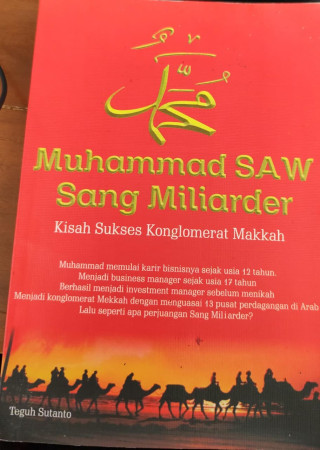 محمد
Muhammad SAW
Sang Miliarder
Kisah Sukses Konglomerat Makkah
Muhammad memulai karir bisnisnya sejak usia 12 tahun.
Menjadi business manager sejak usia 17 tahun
Berhasil menjadi investment manager sebelum menikah
Menjadi konglomerat Makkah dengan menguasai 13 pusat perdagangan di Arab
Lalu seperti apa perjuangan Sang Miliarder?
Teguh Sutanto